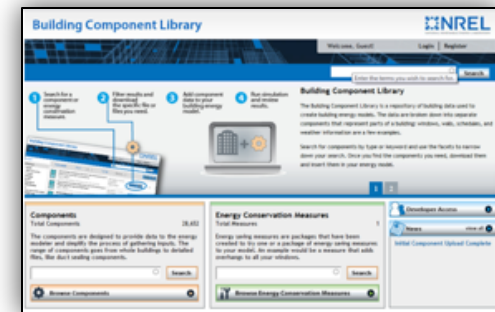 Building Component Library
NREL
Welcome, Guest
Login | Register
Search
Enter the terms you wish to search for.
1
Search for a component or energy conservation measure.
2
Filter results and download the specific file or files you need.
3
Add component data to your building energy model.
4
Run simulation and review results.
Building Component Library
The Building Component Library is a repository of building data used to
create building energy models. The data are broken down into separate
components that represent parts of a building: windows, walls, schedules, and
weather information are a few examples.
Search for components by type or keyword and use the facets to narrow
down your search. Once you find the components you need, download them
and insert them in your energy model.
1 2
Components
Total Components
The components are designed to provide data to the energy
modeler and simplify the process of gathering inputs. The
range of components goes from whole buildings to detailed
files, like duct sealing components.
Search
Browse Components
Energy Conservation Measures
Total Measures 1
Energy saving measures are packages that have been
created to try one or a package of energy saving measures
to your model. An example would be a measure that adds
overhangs to all your windows.
Search
Browse Energy Conservation Measures
Developer Access
News
view all
Initial Component Upload Complete